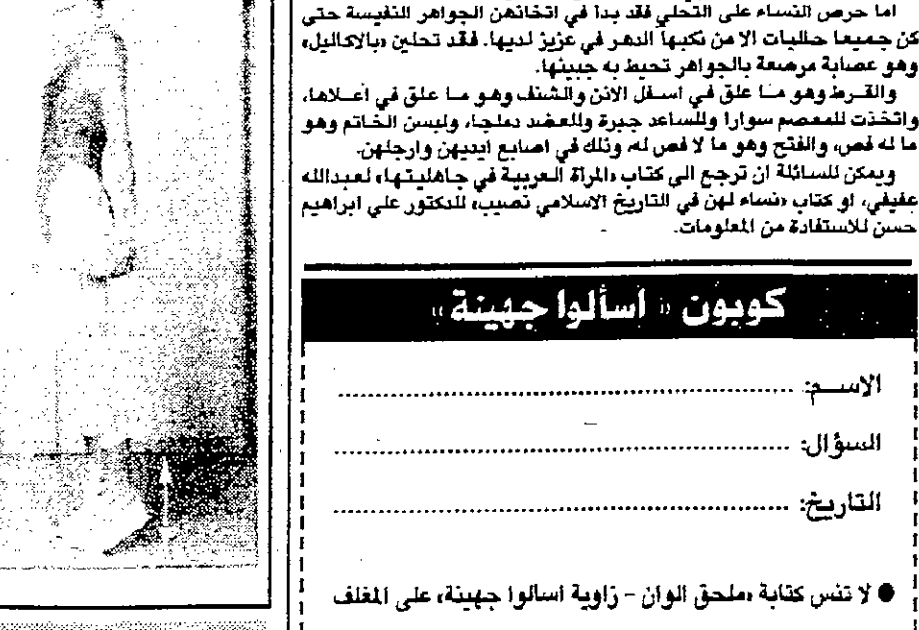 اما حرص النساء على التحلي فقد بدا في اتخاذهن الجواهر النفيسة حتى
كن جميعا حاليات الا من نكبها الدهر في عزيز لديها. فقد تحلين «بالاكاليل»
وهو عصابة مرصعة بالجواهر تحيط به جبينها.
والقرط وهو ما علق في اسفل الاذن والشنف وهو ما علق في اعلاها،
واتخذت للمعصم سوارا وللساعد جبرة وللعضد دملجا، ولبسن الخاتم وهو
ما له فص، والفتخ وهو ما لا فص له، وذلك في اصابع ايديهن وارجلهن.
ويمكن للسائلة ان ترجع الى كتاب «المراة العربية في جاهليتها» لعبدالله
عفيفي، او كتاب «نساء لهن في التاريخ الاسلامي نصيب» للدكتور علي ابراهيم
حسن للاستفادة من المعلومات.
كوبون «اسألوا جهينة»
الاســم: ........................................................
السؤال: ........................................................
التاريخ: ........................................................
● لا تنس كتابة «ملحق الوان - زاوية اسالوا جهينة» على المغلف